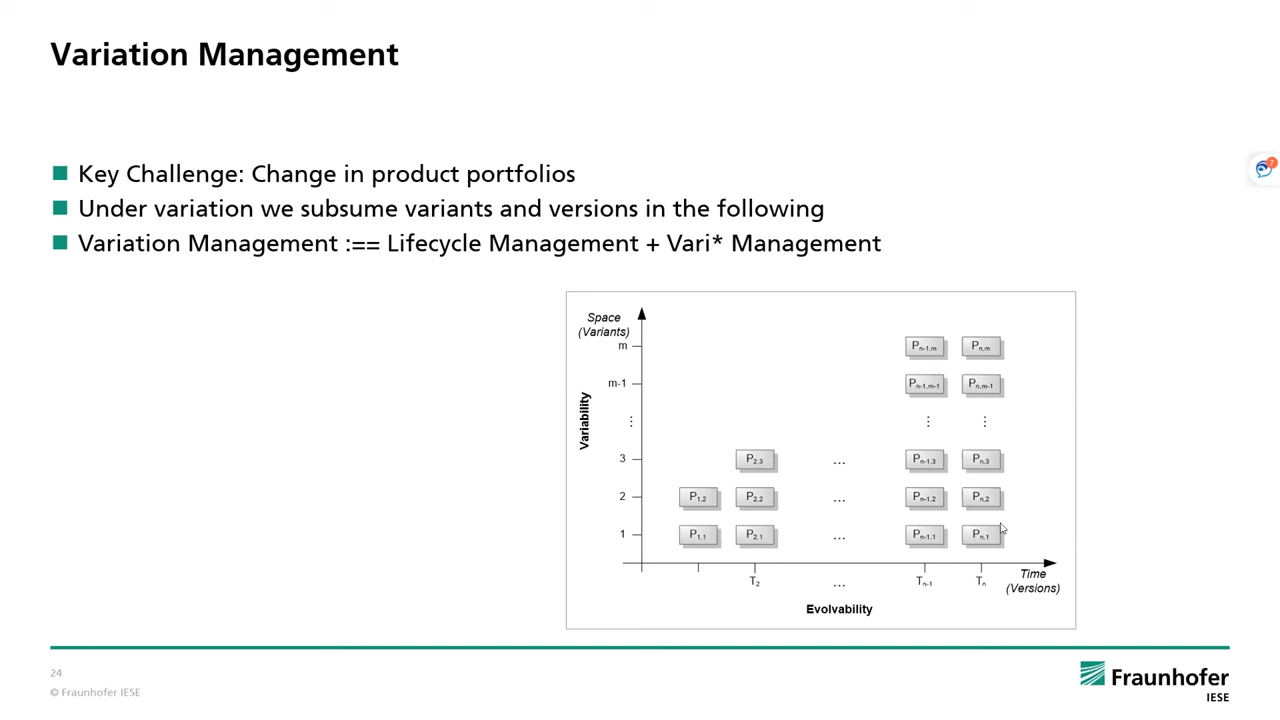 Variation Management
Key Challenge: Change in product portfolios
Under variation we subsume variants and versions in the following
Variation Management :== Lifecycle Management + Vari* Management
7
Space
(Variants)
Variability
m Pn-1,m Pn,m
m-1 Pn-1,m-1 Pn,m-1
⋮ ⋮ ⋮
3 P2,3 ... Pn-1,3 Pn,3
2 P1,2 P2,2 ... Pn-1,2 Pn,2
1 P1,1 P2,1 ... Pn-1,1 Pn,1
T2 ... Tn-1 Tn
Time
(Versions)
Evolvability
24
© Fraunhofer IESE
Fraunhofer
IESE